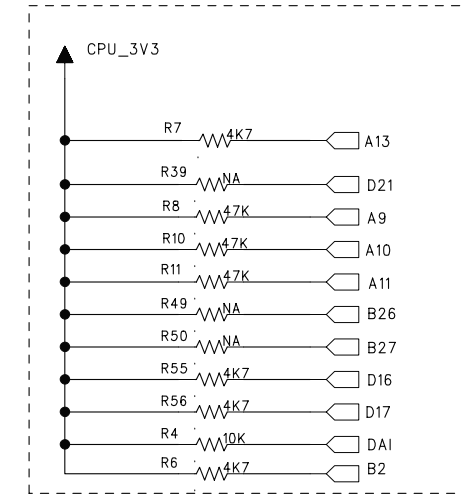 CPU_3V3
R7 4K7 A13
R39 NA D21
R8 47K A9
R10 47K A10
R11 47K A11
R49 NA B26
R50 NA B27
R55 4K7 D16
R56 4K7 D17
R4 10K DAI
R6 4K7 B2